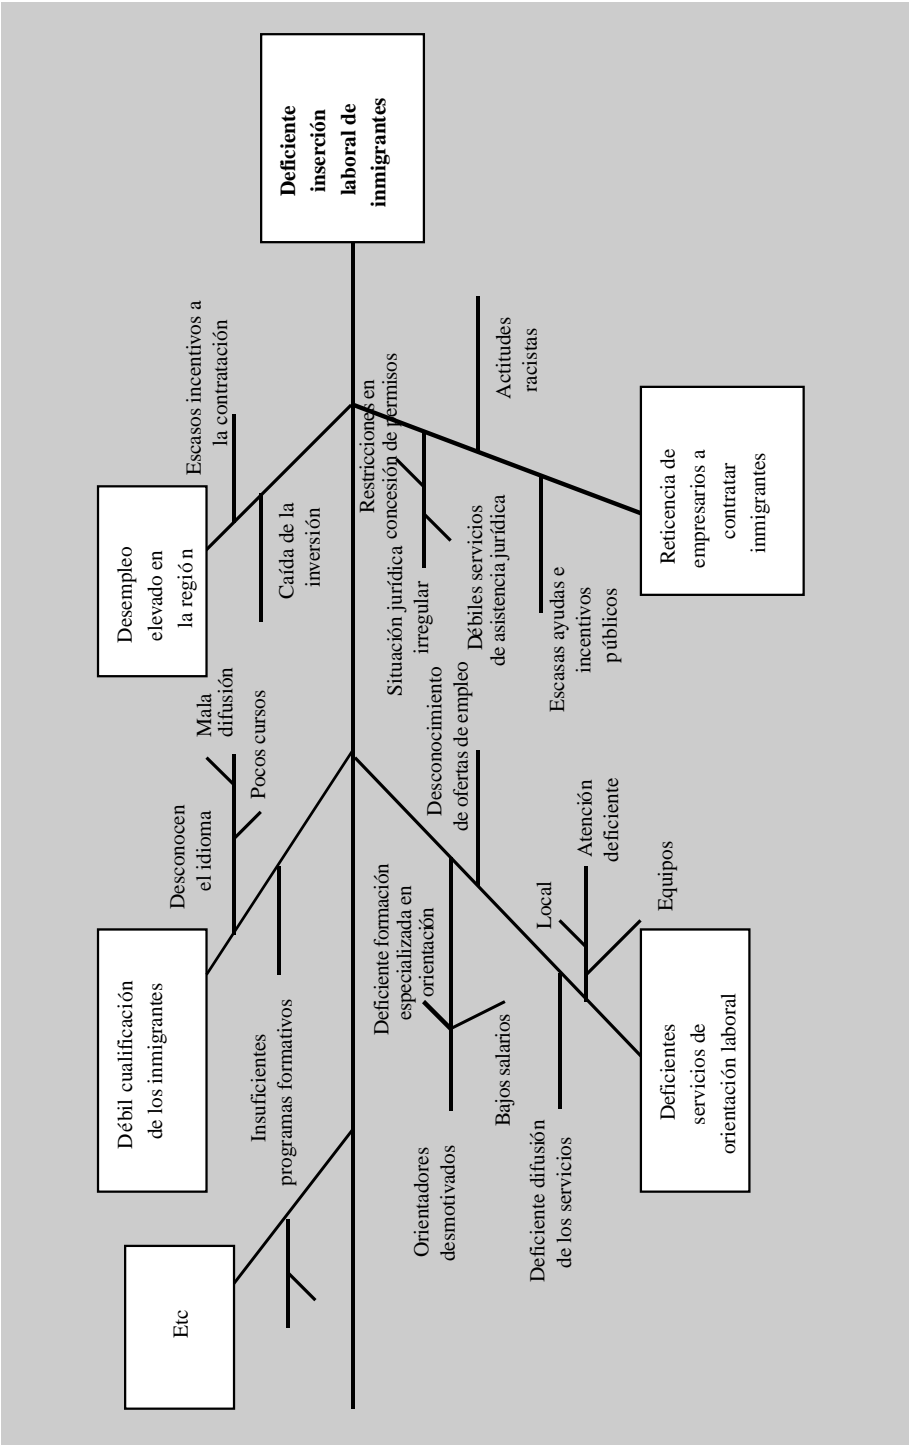 Deficiente
inserción
laboral de
inmigrantes
Etc
Débil cualificación
de los inmigrantes
Desempleo
elevado en
la región
Desconocen
el idioma
Mala
difusión
Pocos cursos
Insuficientes
programas formativos
Escasos incentivos a
la contratación
Caída de la
inversión
Restricciones en
concesión de permisos
Situación jurídica
irregular
Débiles servicios
de asistencia jurídica
Actitudes
racistas
Escasas ayudas e
incentivos
públicos
Reticencia de
empresarios a
contratar
inmigrantes
Desconocimiento
de ofertas de empleo
Deficiente formación
especializada en
orientación
Orientadores
desmotivados
Bajos salarios
Deficiente difusión
de los servicios
Local
Atención
deficiente
Equipos
Deficientes
servicios de
orientación laboral